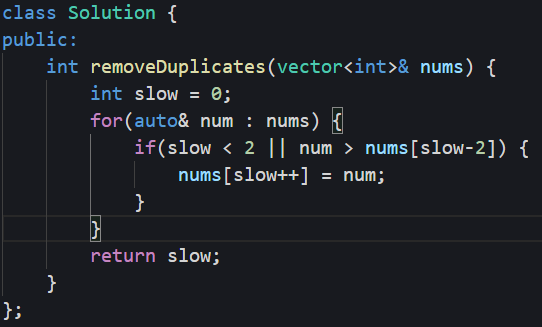 class Solution {
public:
    int removeDuplicates(vector<int>& nums) {
        int slow = 0;
        for(auto& num : nums) {
            if(slow < 2 || num > nums[slow-2]) {
                nums[slow++] = num;
            }
        }
        return slow;
    }
};